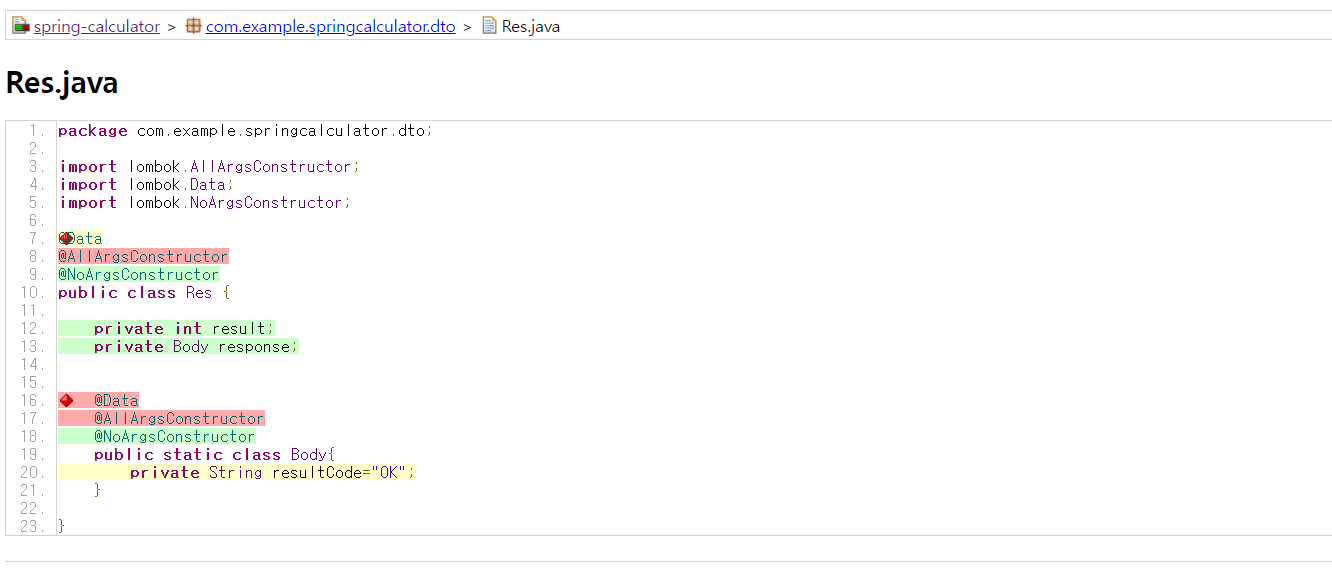 spring-calculator > com.example.springcalculator.dto > Res.java
Res.java
1. package com.example.springcalculator.dto;
2.
3. import lombok.AllArgsConstructor;
4. import lombok.Data;
5. import lombok.NoArgsConstructor;
6.
7. @Data
8. @AllArgsConstructor
9. @NoArgsConstructor
10. public class Res {
11.
12.     private int result;
13.     private Body response;
14.
15.
16.     @Data
17.     @AllArgsConstructor
18.     @NoArgsConstructor
19.     public static class Body{
20.         private String resultCode="OK";
21.     }
22.
23. }